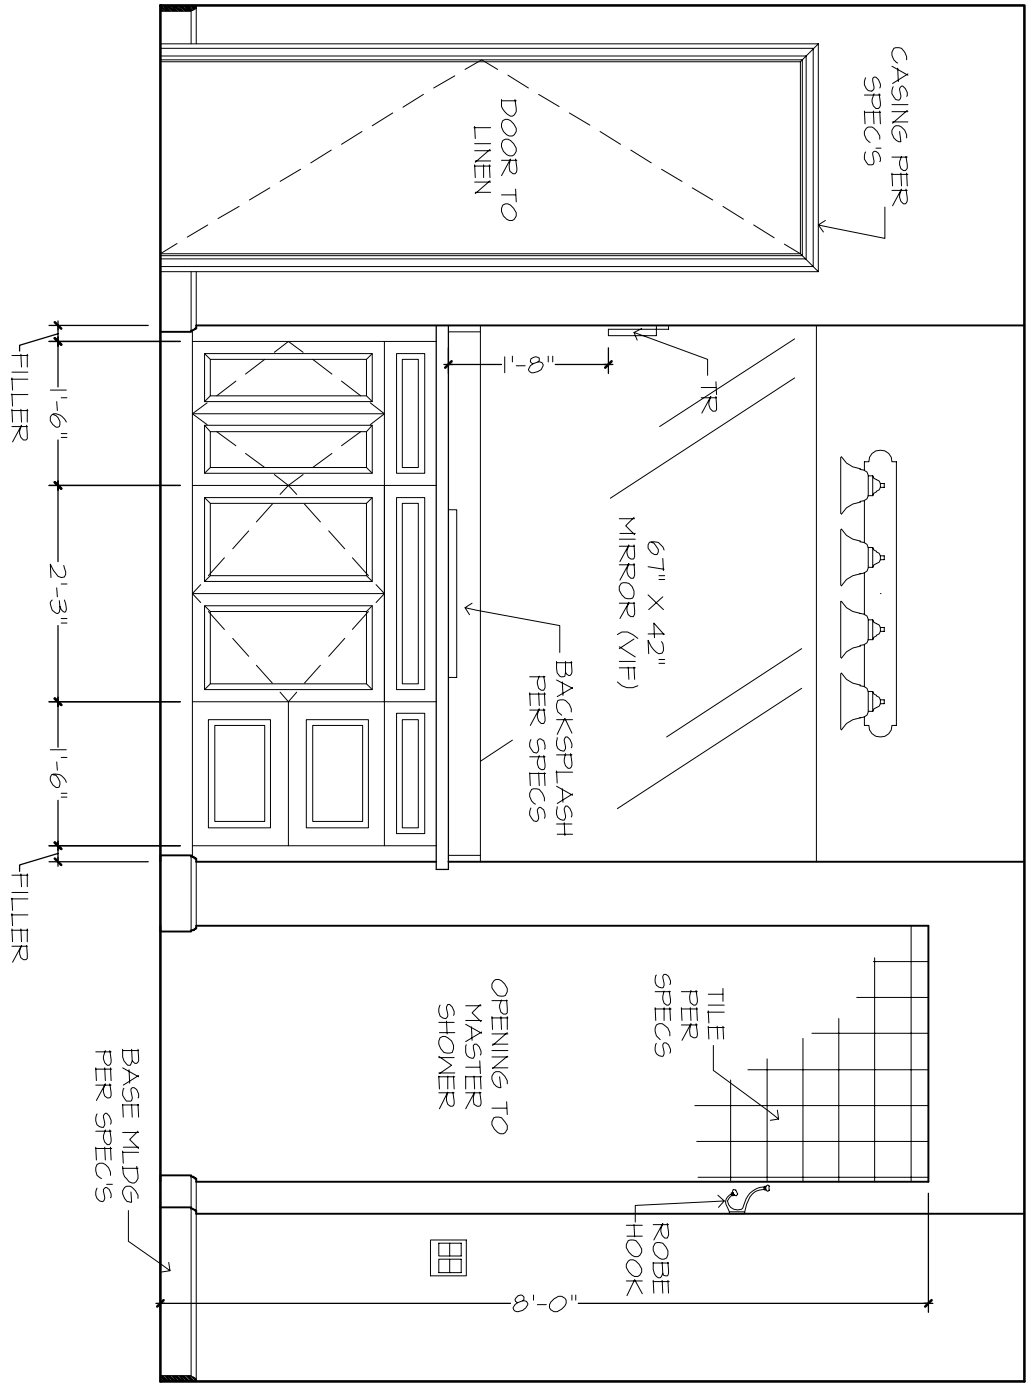 CASING PER
SPEC'S
DOOR TO
LINEN
TR
1'-8"
67" X 42"
MIRROR (VIF)
BACKSPLASH
PER SPECS
FILLER
1'-6"
2'-3"
1'-6"
FILLER
TILE
PER
SPECS
OPENING TO
MASTER
SHOWER
ROBE
HOOK
8'-0"
BASE MLDG
PER SPEC'S